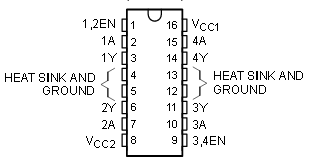 1,2EN 1 16 VCC1
1A 2 15 4A
1Y 3 14 4Y
HEAT SINK AND GROUND 4 13 HEAT SINK AND GROUND
5 12
2Y 6 11 3Y
2A 7 10 3A
VCC2 8 9 3,4EN